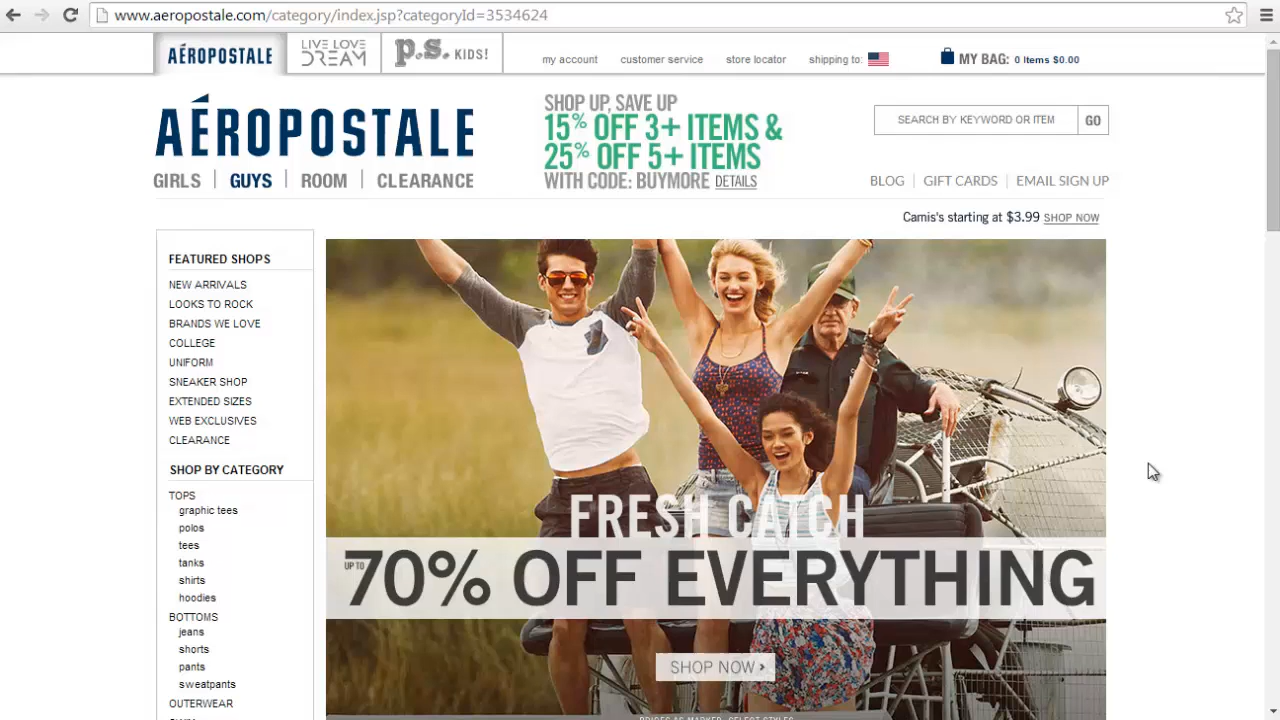 www.aeropostale.com/category/index.jsp?categoryId=3534624
AÉROPOSTALE
LIVE LOVE
DREAM
p.s. KIDS!
my account
customer service
store locator
shipping to:
MY BAG: 0 Items $0.00
AÉROPOSTALE
SHOP UP, SAVE UP
15% OFF 3+ ITEMS &
25% OFF 5+ ITEMS
WITH CODE: BUYMORE DETAILS
SEARCH BY KEYWORD OR ITEM
GO
GIRLS | GUYS | ROOM | CLEARANCE
BLOG | GIFT CARDS | EMAIL SIGN UP
Camis's starting at $3.99 SHOP NOW
FEATURED SHOPS
NEW ARRIVALS
LOOKS TO ROCK
BRANDS WE LOVE
COLLEGE
UNIFORM
SNEAKER SHOP
EXTENDED SIZES
WEB EXCLUSIVES
CLEARANCE
SHOP BY CATEGORY
TOPS
graphic tees
polos
tees
tanks
shirts
hoodies
BOTTOMS
jeans
shorts
pants
sweatpants
OUTERWEAR
FRESH CATCH
UP TO 70% OFF EVERYTHING
SHOP NOW